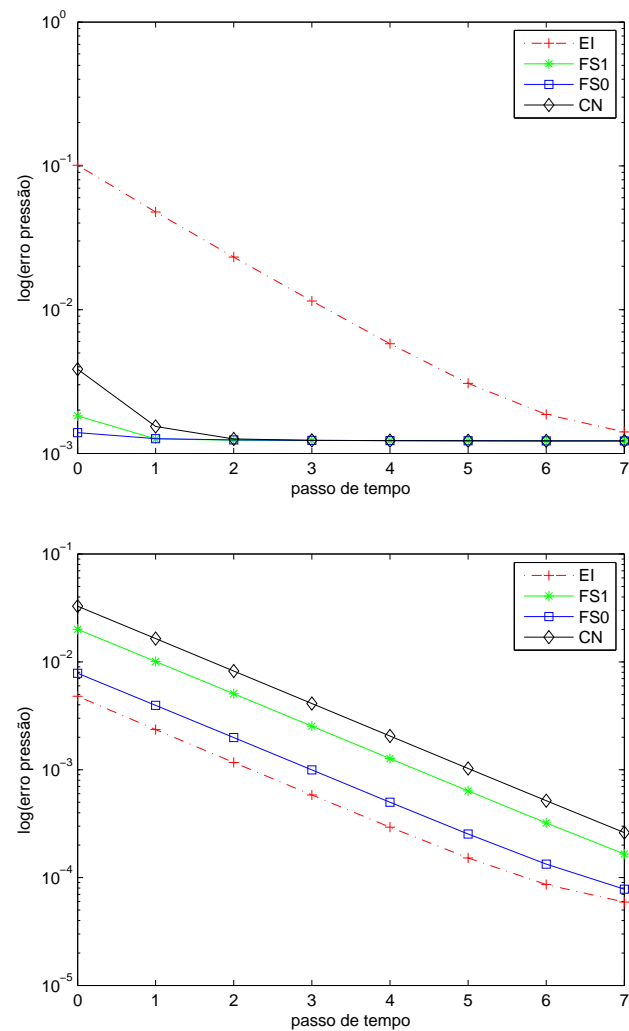 10^0
10^-1
10^-2
10^-3
log(erro pressão)
0 1 2 3 4 5 6 7
passo de tempo
EI
FS1
FS0
CN
10^-1
10^-2
10^-3
10^-4
10^-5
log(erro pressão)
0 1 2 3 4 5 6 7
passo de tempo
EI
FS1
FS0
CN